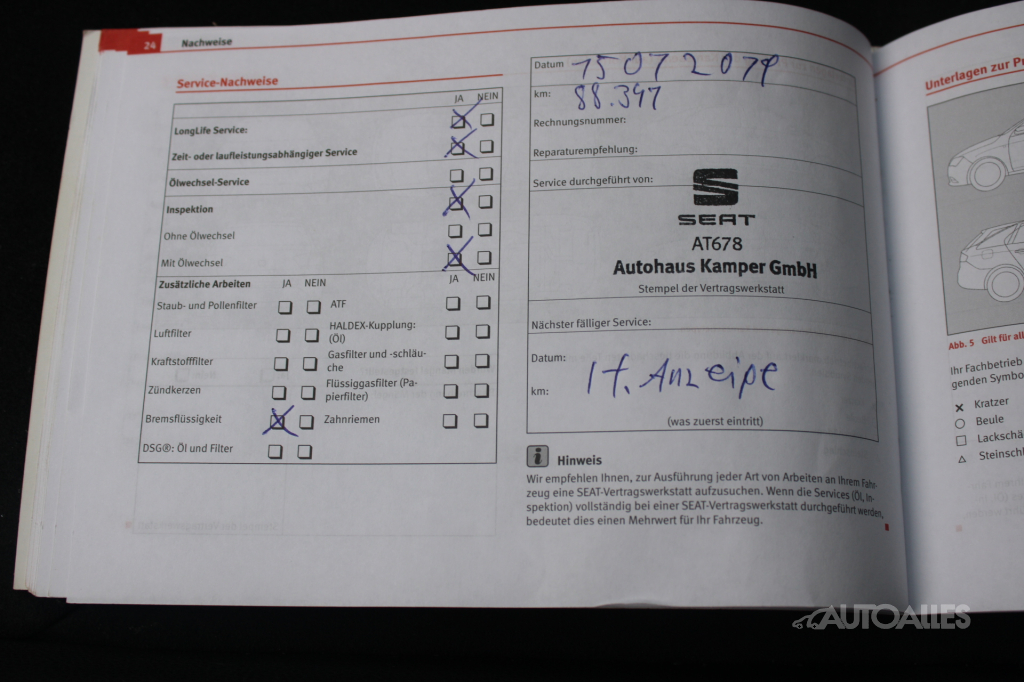 24 Nachweise
Service-Nachweise
JA NEIN
LongLife Service:
Zeit- oder laufleistungsabhängiger Service
Ölwechsel-Service
Inspektion
Ohne Ölwechsel
Mit Ölwechsel
Zusätzliche Arbeiten JA NEIN JA NEIN
Staub- und Pollenfilter ATF
Luftfilter HALDEX-Kupplung:
(Öl)
Kraftstofffilter Gasfilter und -schläu-
che
Zündkerzen Flüssiggasfilter (Pa-
pierfilter)
Bremsflüssigkeit Zahnriemen
DSG®: Öl und Filter
Datum 15072019
km: 88.347
Rechnungsnummer:
Reparaturempfehlung:
Service durchgeführt von:
SEAT
AT678
Autohaus Kamper GmbH
Stempel der Vertragswerkstatt
Nächster fälliger Service:
Datum:
km:
lt. Anzeige
(was zuerst eintritt)
i Hinweis
Wir empfehlen Ihnen, zur Ausführung jeder Art von Arbeiten an Ihrem Fahr-
zeug eine SEAT-Vertragswerkstatt aufzusuchen. Wenn die Services (Öl, In-
spektion) vollständig bei einer SEAT-Vertragswerkstatt durchgeführt werden,
bedeutet dies einen Mehrwert für Ihr Fahrzeug.
Unterlagen zur
Abb. 5 Gilt für
Ihr Fachbetrieb
genden
Kratzer
Beule
AUTOALLES